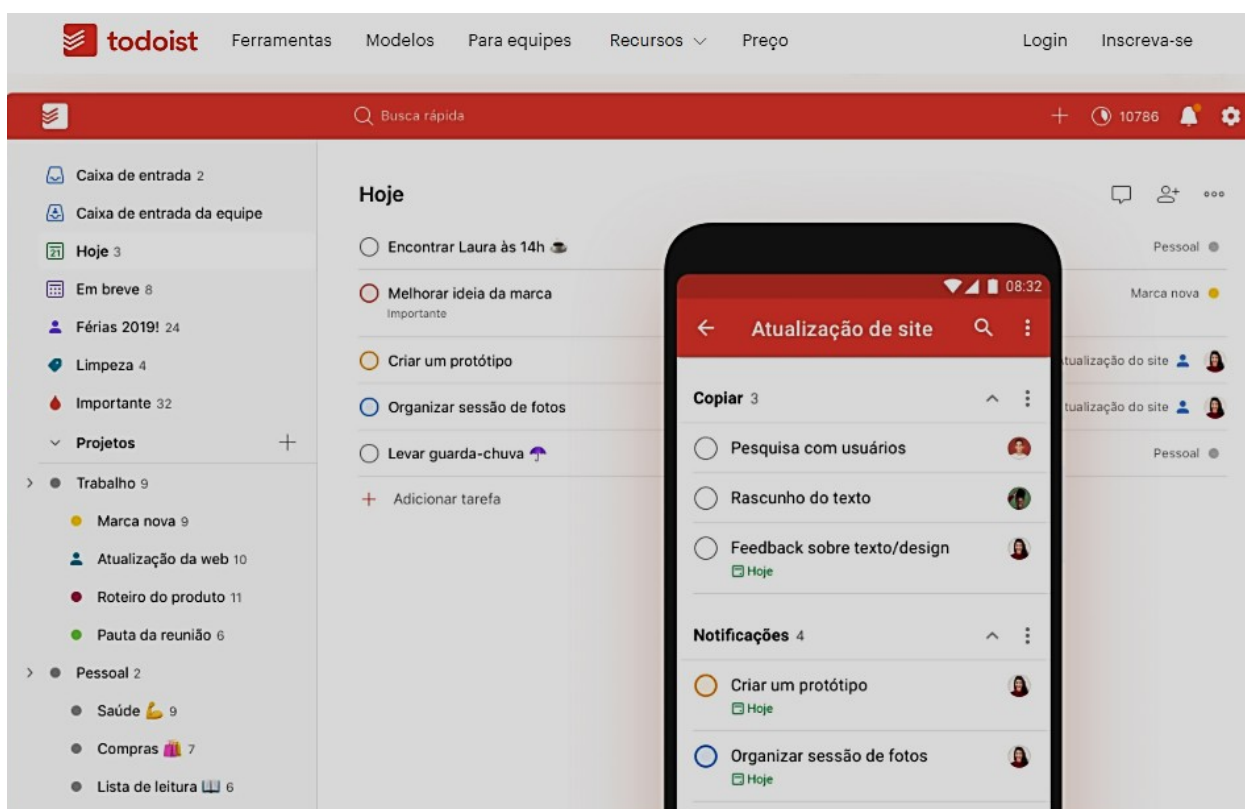 todoist Ferramentas Modelos Para equipes Recursos Preço Login Inscreva-se
Busca rápida 10786
Caixa de entrada 2
Caixa de entrada da equipe
21 Hoje 3
Em breve 8
Férias 2019! 24
Limpeza 4
Importante 32
Projetos
Trabalho 9
Marca nova 9
Atualização da web 10
Roteiro do produto 11
Pauta da reunião 6
Pessoal 2
Saúde 💪 9
Compras 🛍️ 7
Lista de leitura 📖 6
Hoje
Encontrar Laura às 14h ☕ Pessoal
Melhorar ideia da marca Marca nova
Importante
Criar um protótipo tualização do site
Organizar sessão de fotos tualização do site
Levar guarda-chuva ☂ Pessoal
Adicionar tarefa
08:32
Atualização de site
Copiar 3
Pesquisa com usuários
Rascunho do texto
Feedback sobre texto/design
Hoje
Notificações 4
Criar um protótipo
Hoje
Organizar sessão de fotos
Hoje